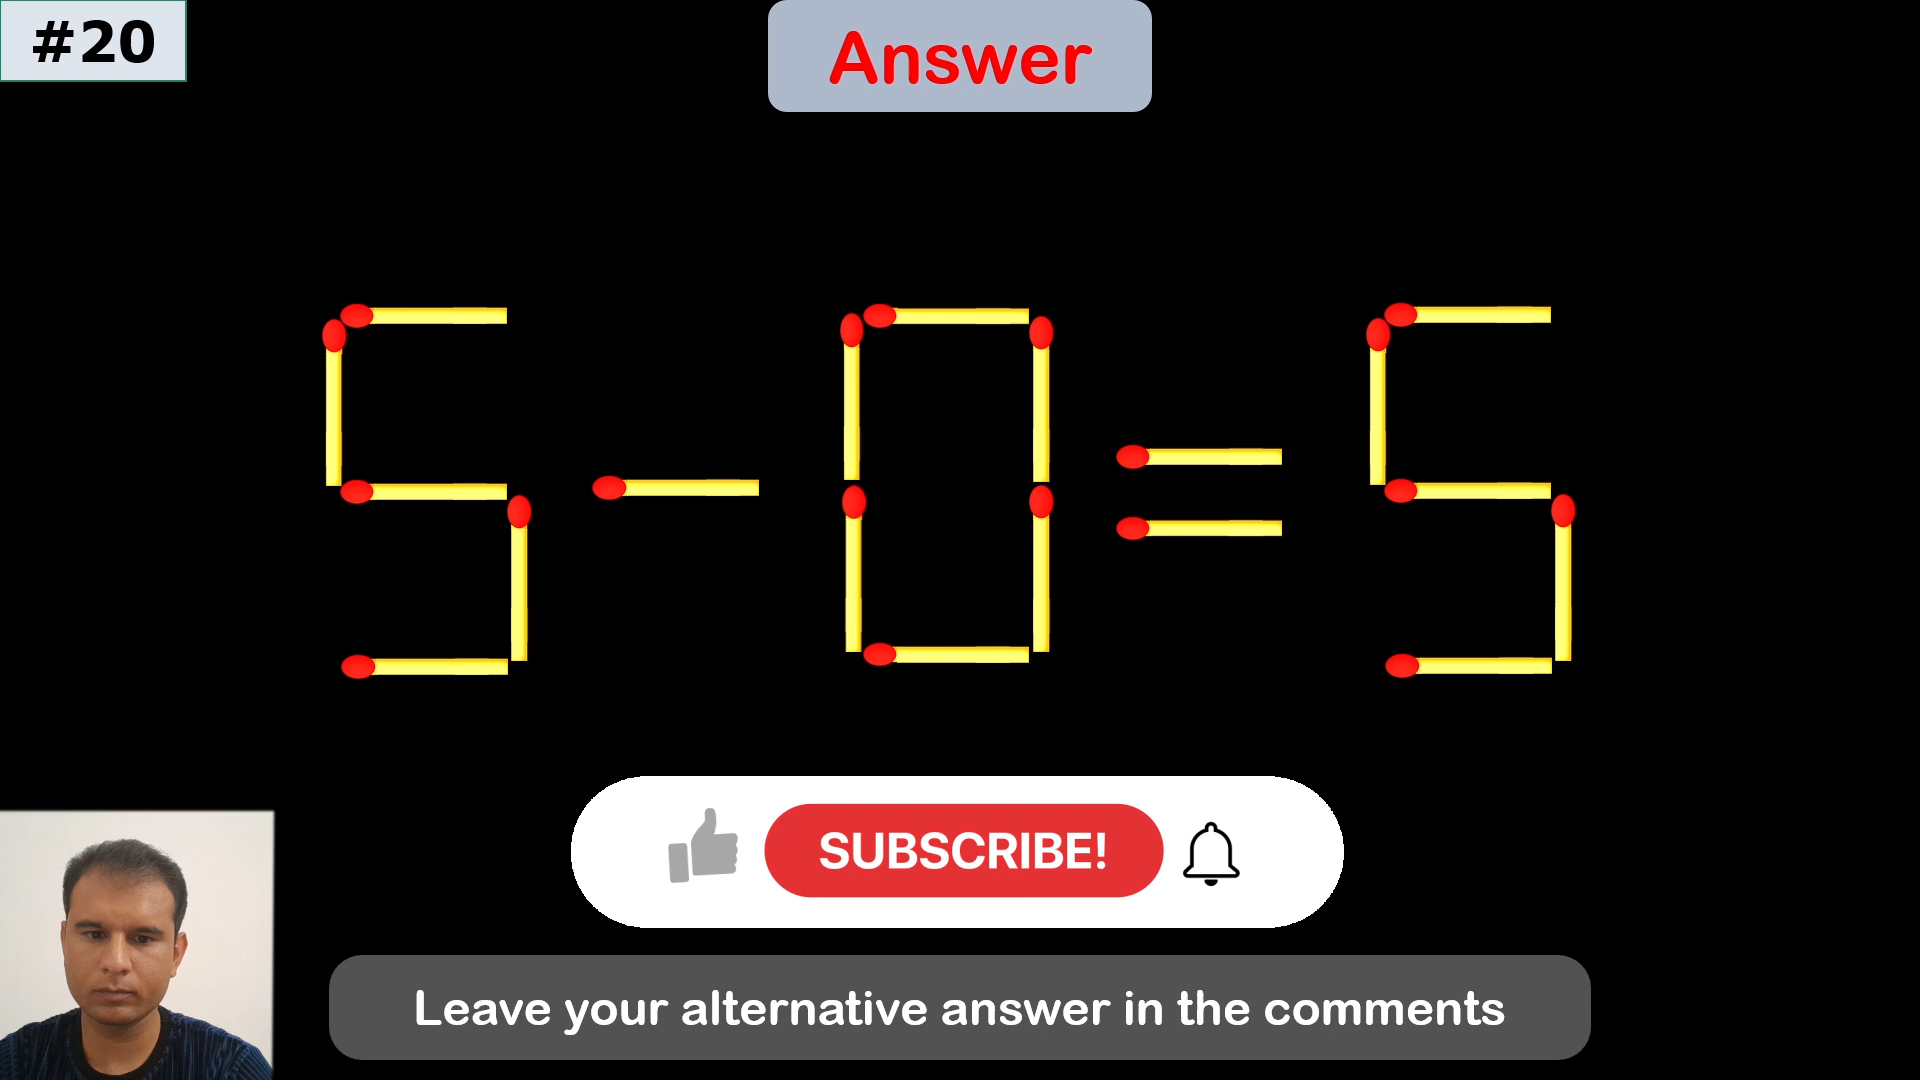 #20
Answer
5-0=5
SUBSCRIBE!
Leave your alternative answer in the comments